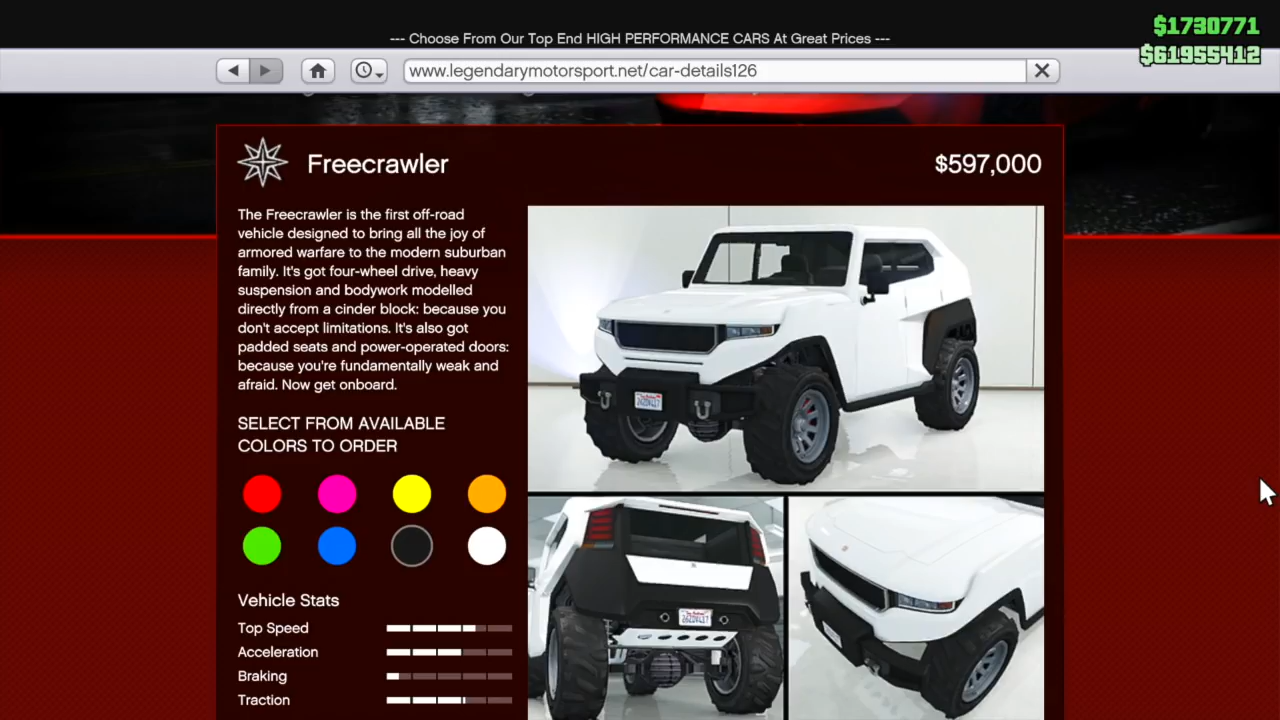 $1730771
--- Choose From Our Top End HIGH PERFORMANCE CARS At Great Prices ---
$61955412
www.legendarymotorsport.net/car-details126
Freecrawler
$597,000
The Freecrawler is the first off-road
vehicle designed to bring all the joy of
armored warfare to the modern suburban
family. It's got four-wheel drive, heavy
suspension and bodywork modelled
directly from a cinder block: because you
don't accept limitations. It's also got
padded seats and power-operated doors:
because you're fundamentally weak and
afraid. Now get onboard.
SELECT FROM AVAILABLE
COLORS TO ORDER
Vehicle Stats
Top Speed
Acceleration
Braking
Traction